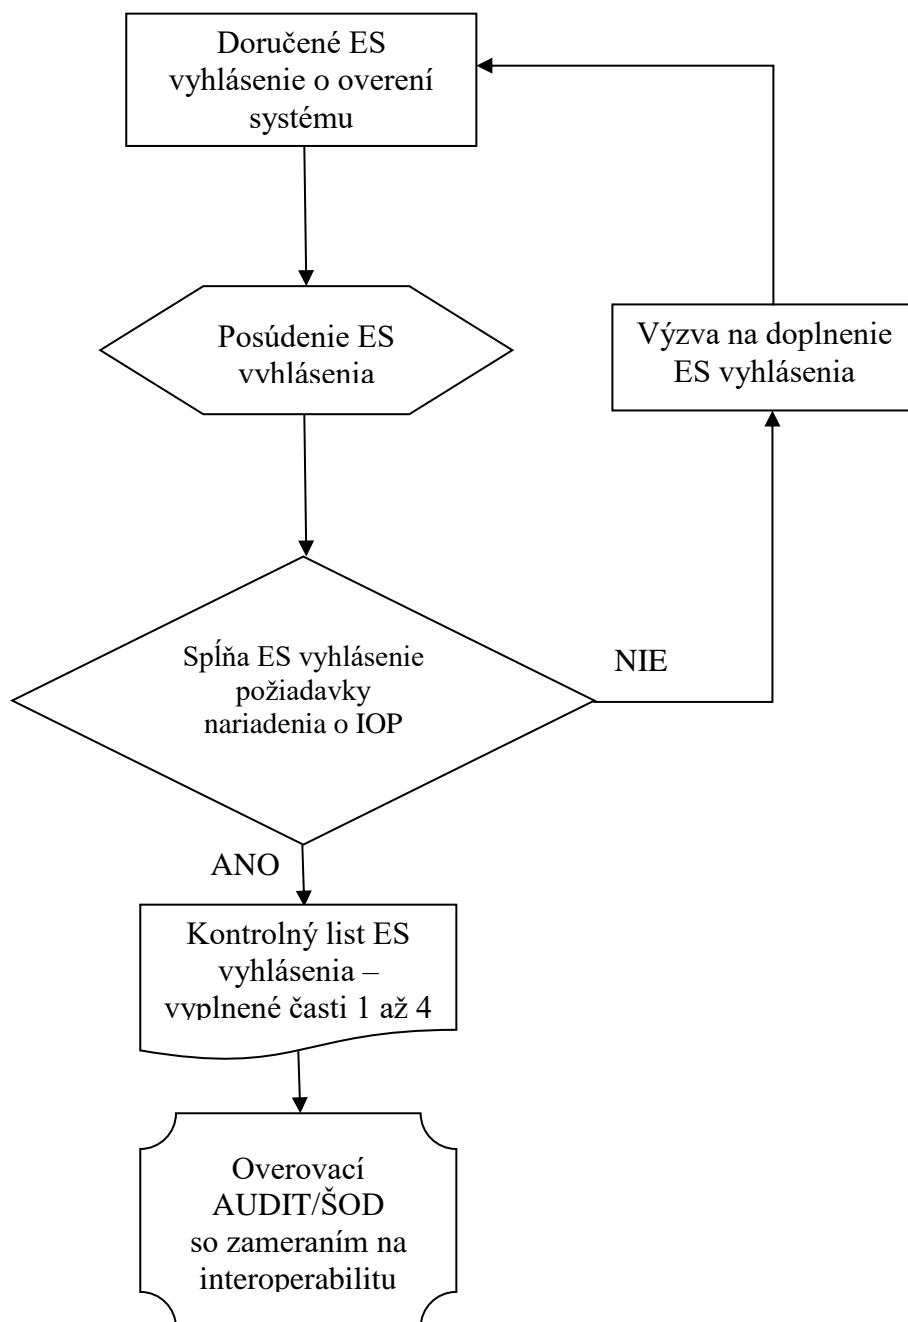 Doručené ES
vyhlásenie o overení
systému
Posúdenie ES
vyhlásenia
Výzva na doplnenie
ES vyhlásenia
Spĺňa ES vyhlásenie
požiadavky
nariadenia o IOP
NIE
ANO
Kontrolný list ES
vyhlásenia –
vyplnené časti 1 až 4
Overovací
AUDIT/ŠOD
so zameraním na
interoperabilitu